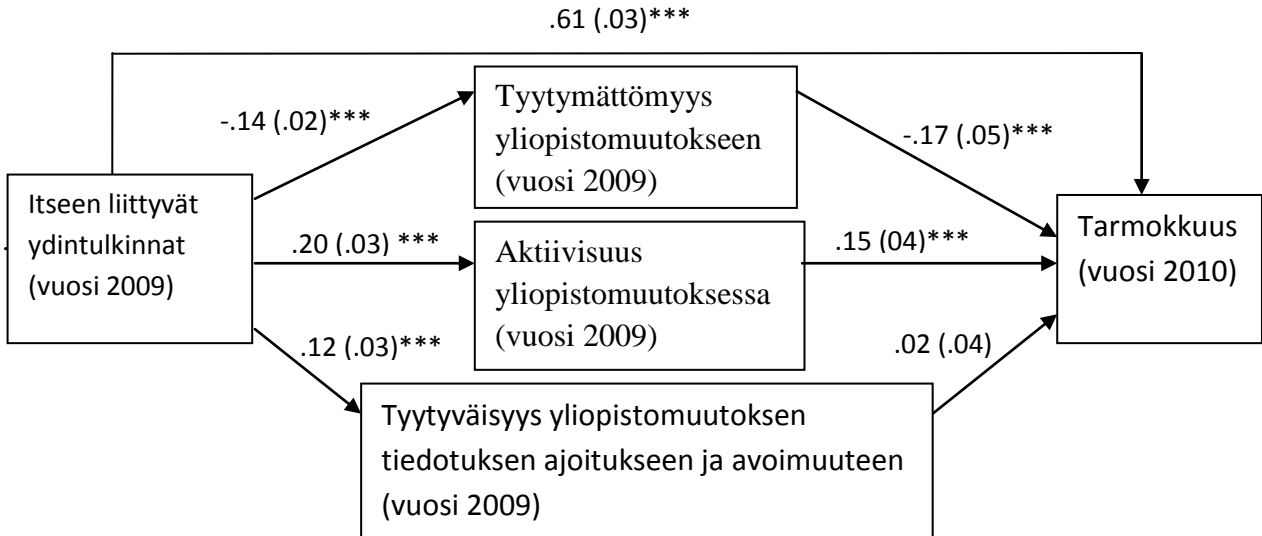 .61 (.03)***
Tyytymättömyys
yliopistomuutokseen
(vuosi 2009)
-.14 (.02)***
-.17 (.05)***
Itseen liittyvät
ydintulkinnat
(vuosi 2009)
.20 (.03) ***
Aktiivisuus
yliopistomuutoksessa
(vuosi 2009)
.15 (04)***
Tarmokkuus
(vuosi 2010)
.12 (.03)***
.02 (.04)
Tyytyväisyys yliopistomuutoksen
tiedotuksen ajoitukseen ja avoimuuteen
(vuosi 2009)